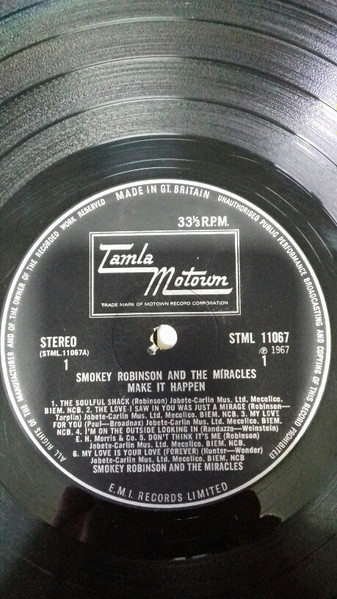 MADE IN GT. BRITAIN
UNAUTHORISED PUBLIC PERFORMANCE BROADCASTING AND COPYING OF THIS RECORD PROHIBITED
ALL RIGHTS OF THE MANUFACTURER AND OF THE OWNER OF THE RECORDED WORK RESERVED
33⅓ R.P.M.
Tamla
Motown
TRADE MARK OF MOTOWN RECORD CORPORATION
STEREO STML 11067
(STML.11067A) ℗ 1967
1 1
SMOKEY ROBINSON AND THE MIRACLES
MAKE IT HAPPEN
1. THE SOULFUL SHACK (Robinson) Jobete-Carlin Mus. Ltd. Mecolico.
BIEM. NCB. 2. THE LOVE I SAW IN YOU WAS JUST A MIRAGE (Robinson—
Tarplin) Jobete-Carlin Mus. Ltd. Mecolico. BIEM. NCB. 3. MY LOVE
FOR YOU (Paul—Broadnax) Jobete-Carlin Mus. Ltd. Mecolico. BIEM.
NCB. 4. I'M ON THE OUTSIDE LOOKING IN (Randazzo—Weinstein)
E. H. Morris & Co. 5. DON'T THINK IT'S ME (Robinson)
Jobete-Carlin Mus. Ltd. Mecolico. BIEM. NCB.
6. MY LOVE IS YOUR LOVE (FOREVER) (Hunter—Wonder)
Jobete-Carlin Mus. Ltd. Mecolico. BIEM. NCB
SMOKEY ROBINSON AND THE MIRACLES
E.M.I. RECORDS LIMITED